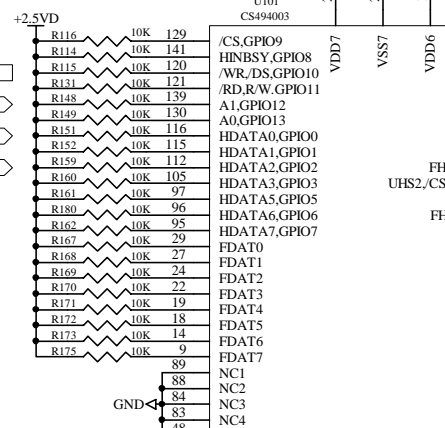 U101
CS494003
+2.5VD
VDD7
VSS7
VDD6
R116 10K 129 /CS,GPIO9
R114 10K 141 HINBSY,GPIO8
R115 10K 120 /WR,/DS,GPIO10
R131 10K 121 /RD,R/W.GPIO11
R148 10K 139 A1,GPIO12
R149 10K 130 A0,GPIO13
R151 10K 116 HDATA0,GPIO0
R152 10K 115 HDATA1,GPIO1
R159 10K 112 HDATA2,GPIO2 FH
R160 10K 105 HDATA3,GPIO3 UHS2,/CS
R161 10K 97 HDATA5,GPIO5
R180 10K 96 HDATA6,GPIO6 FH
R162 10K 95 HDATA7,GPIO7
R167 10K 29 FDAT0
R168 10K 27 FDAT1
R169 10K 24 FDAT2
R170 10K 22 FDAT3
R171 10K 19 FDAT4
R172 10K 18 FDAT5
R173 10K 14 FDAT6
R175 10K 9 FDAT7
89 NC1
88 NC2
GND 84 NC3
83 NC4
48